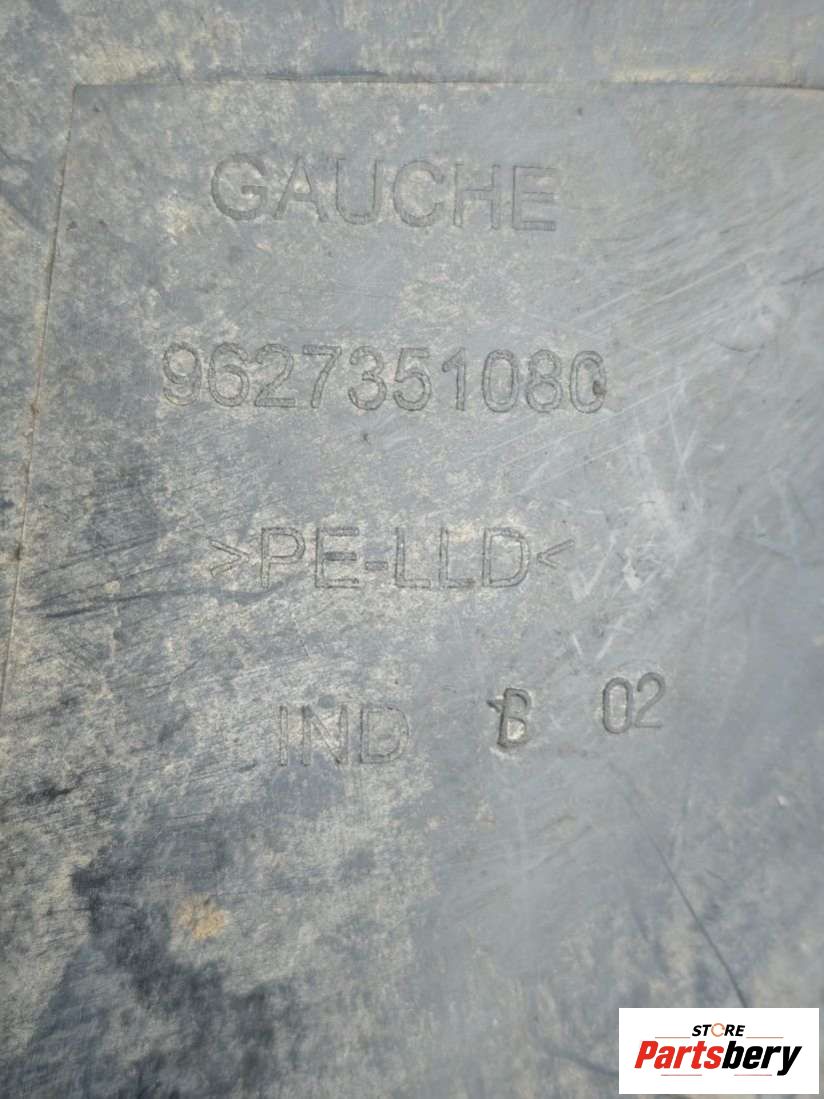 GAUCHE
9627351080
>PE-LLD<
IND B 02
STORE
Partsbery